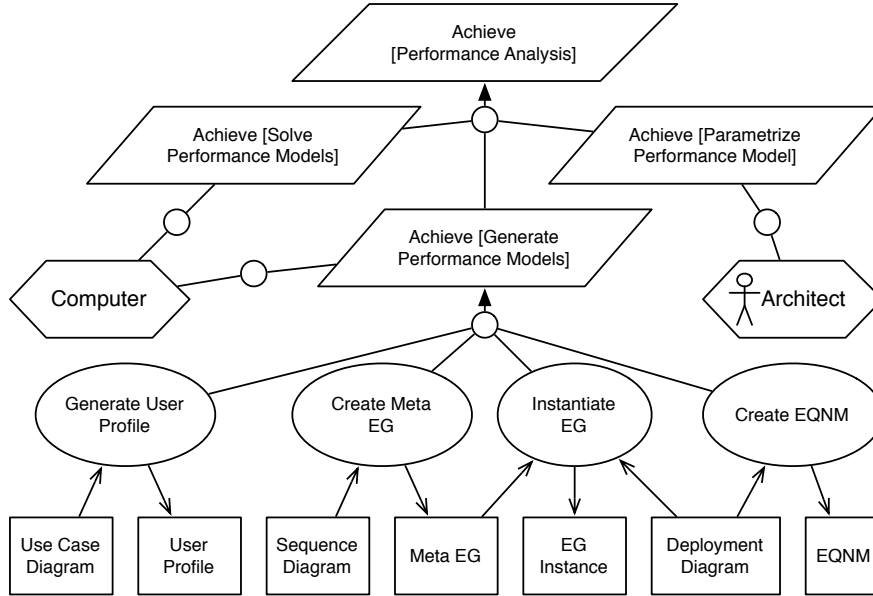 Achieve
[Performance Analysis]
Achieve [Solve
Performance Models]
Achieve [Parametrize
Performance Model]
Achieve [Generate
Performance Models]
Computer
Architect
Generate User
Profile
Create Meta
EG
Instantiate
EG
Create EQNM
Use Case
Diagram
User
Profile
Sequence
Diagram
Meta EG
EG
Instance
Deployment
Diagram
EQNM